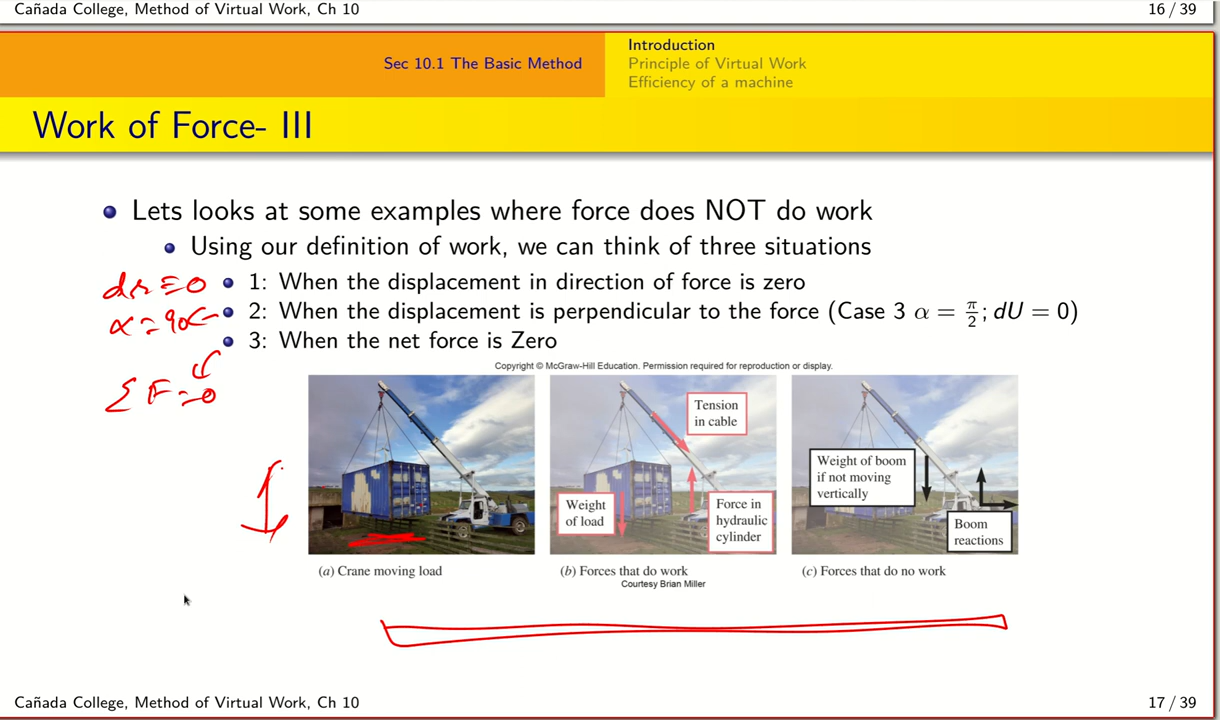 Cañada College, Method of Virtual Work, Ch 10
16 / 39
Sec 10.1 The Basic Method
Introduction
Principle of Virtual Work
Efficiency of a machine
Work of Force- III
Lets looks at some examples where force does NOT do work
Using our definition of work, we can think of three situations
dr = 0
1: When the displacement in direction of force is zero
α = 90
2: When the displacement is perpendicular to the force (Case 3 α = π/2; dU = 0)
3: When the net force is Zero
Σ F = 0
Copyright © McGraw-Hill Education. Permission required for reproduction or display.
Tension
in cable
Weight
of load
Force in
hydraulic
cylinder
Weight of boom
if not moving
vertically
Boom
reactions
(a) Crane moving load
(b) Forces that do work
(c) Forces that do no work
Courtesy Brian Miller
Cañada College, Method of Virtual Work, Ch 10
17 / 39